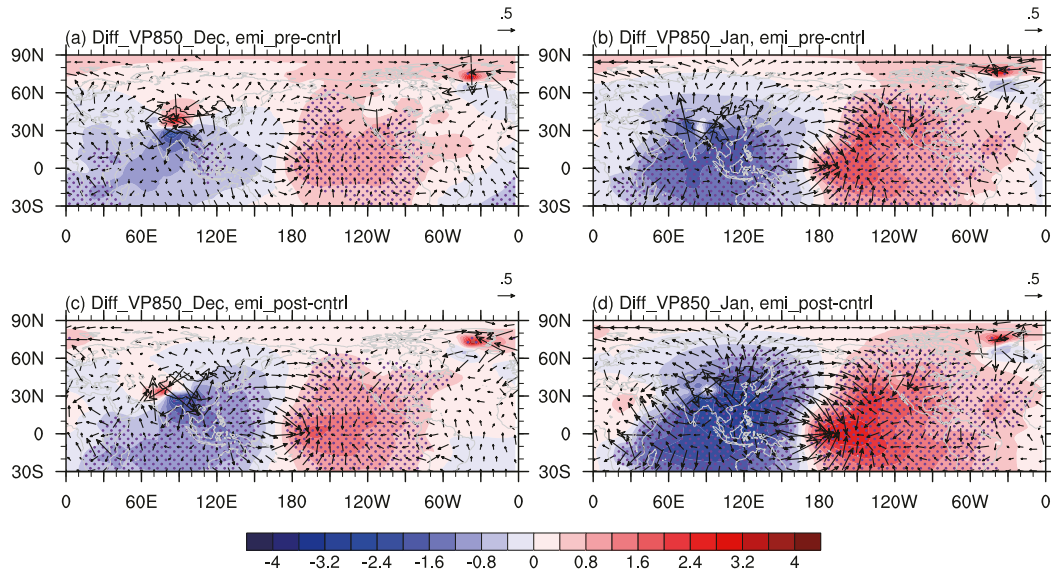 .5
.5
(a) Diff_VP850_Dec, emi_pre-cntrl
(b) Diff_VP850_Jan, emi_pre-cntrl
90N
60N
30N
0
30S
0 60E 120E 180 120W 60W 0
90N
60N
30N
0
30S
0 60E 120E 180 120W 60W 0
.5
.5
(c) Diff_VP850_Dec, emi_post-cntrl
(d) Diff_VP850_Jan, emi_post-cntrl
90N
60N
30N
0
30S
0 60E 120E 180 120W 60W 0
90N
60N
30N
0
30S
0 60E 120E 180 120W 60W 0
-4 -3.2 -2.4 -1.6 -0.8 0 0.8 1.6 2.4 3.2 4